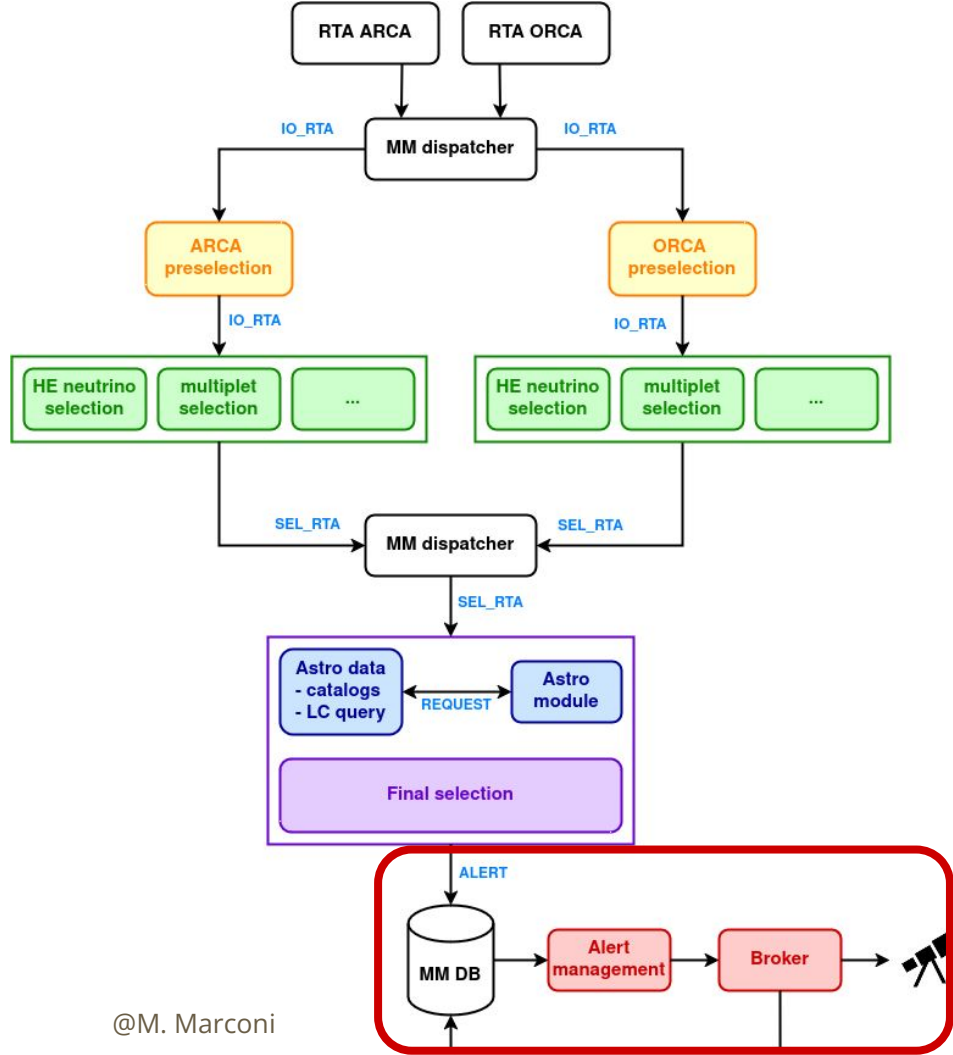 RTA ARCA
RTA ORCA
IO_RTA
IO_RTA
MM dispatcher
ARCA
preselection
ORCA
preselection
IO_RTA
IO_RTA
HE neutrino
selection
multiplet
selection
...
HE neutrino
selection
multiplet
selection
...
SEL_RTA
SEL_RTA
MM dispatcher
SEL_RTA
Astro data
- catalogs
- LC query
REQUEST
Astro
module
Final selection
ALERT
MM DB
Alert
management
Broker
@M. Marconi